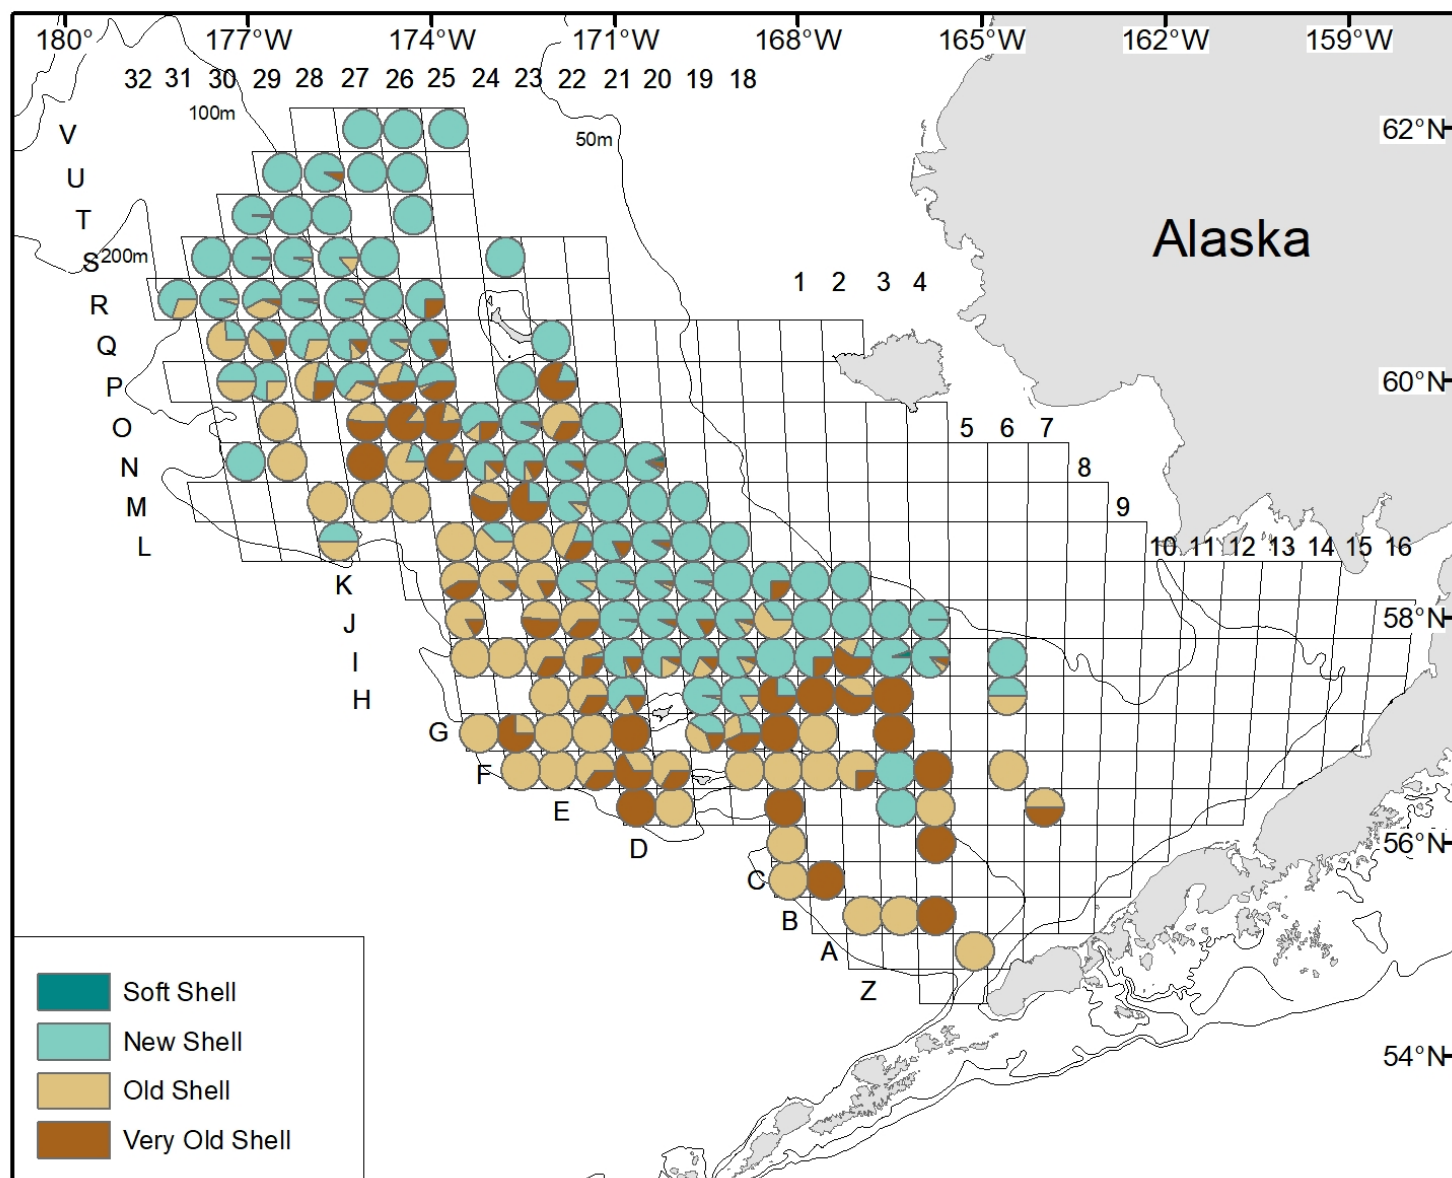 180° 177°W 174°W 171°W 168°W 165°W 162°W 159°W
32 31 30 29 28 27 26 25 24 23 22 21 20 19 18
100m
50m
V
62°N
U
T
Alaska
S 200m
1 2 3 4
R
Q
P
60°N
O
5 6 7
N
8
M
9
L
10 11 12 13 14 15 16
K
J
58°N
I
H
G
F
E
D
56°N
C
B
A
Z
Soft Shell
New Shell
Old Shell
Very Old Shell
54°N